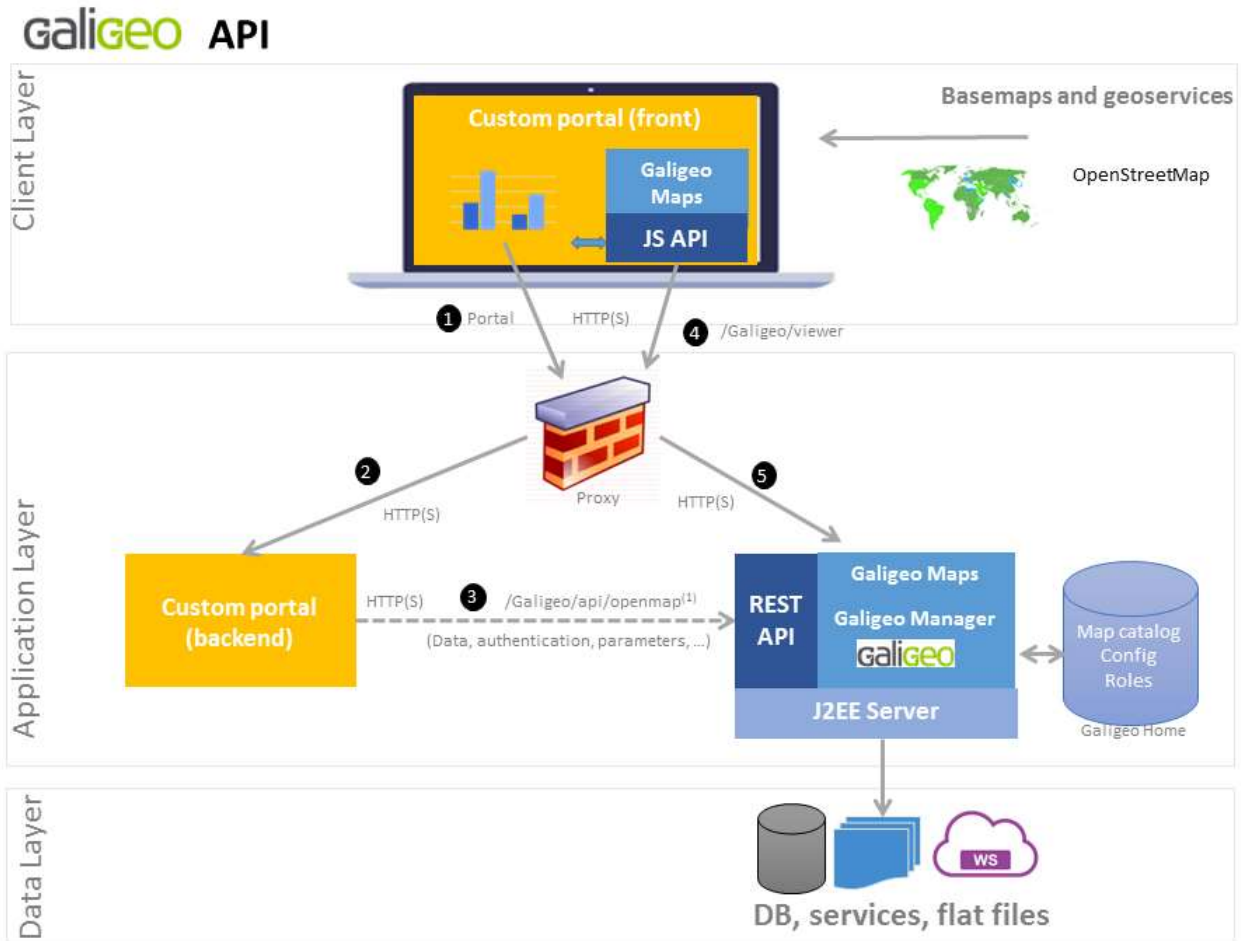 Galigeo API
Client Layer
Custom portal (front)
Galigeo
Maps
JS API
Basemaps and geoservices
OpenStreetMap
1 Portal
HTTP(S)
4 /Galigeo/viewer
Application Layer
Proxy
2
HTTP(S)
5
HTTP(S)
Custom portal
(backend)
HTTP(S) 3 /Galigeo/api/openmap(1)
(Data, authentication, parameters, ...)
REST
API
Galigeo Maps
Galigeo Manager
Galigeo
J2EE Server
Map catalog
Config
Roles
Galigeo Home
Data Layer
WS
DB, services, flat files